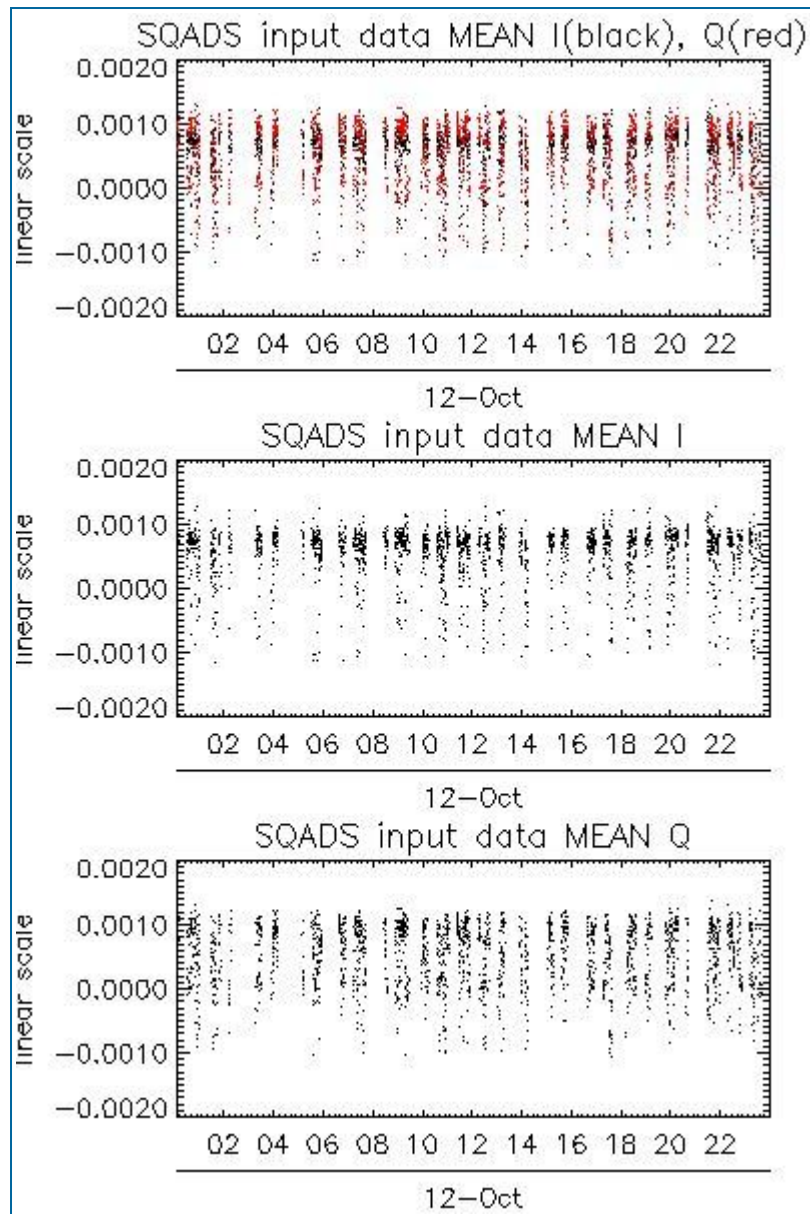 SQADS input data MEAN I(black), Q(red)
0.0020
0.0010
0.0000
-0.0010
-0.0020
linear scale
02 04 06 08 10 12 14 16 18 20 22
12-Oct
SQADS input data MEAN I
0.0020
0.0010
0.0000
-0.0010
-0.0020
linear scale
02 04 06 08 10 12 14 16 18 20 22
12-Oct
SQADS input data MEAN Q
0.0020
0.0010
0.0000
-0.0010
-0.0020
linear scale
02 04 06 08 10 12 14 16 18 20 22
12-Oct